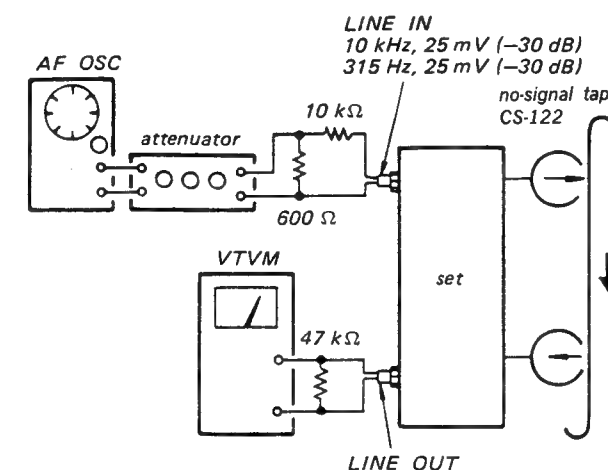 LINE IN
10 kHz, 25 mV (−30 dB)
315 Hz, 25 mV (−30 dB)
AF OSC
no-signal tap
CS-122
10 kΩ
attenuator
600 Ω
set
VTVM
47 kΩ
LINE OUT